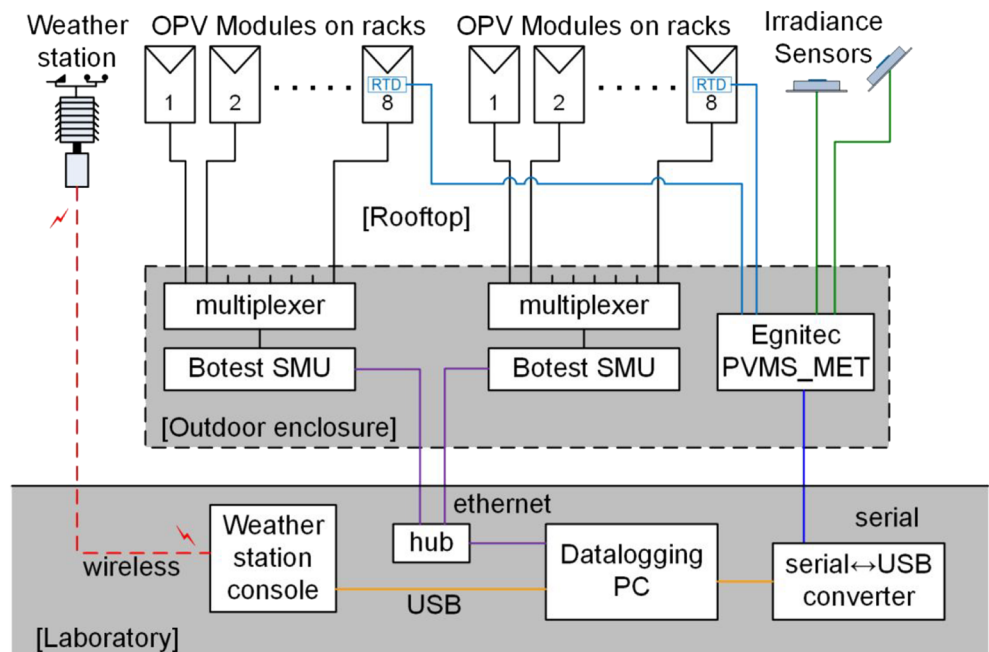 Weather
station
OPV Modules on racks
OPV Modules on racks
Irradiance
Sensors
1
2
RTD
8
1
2
RTD
8
[Rooftop]
multiplexer
multiplexer
Botest SMU
Botest SMU
Egnitec
PVMS_MET
[Outdoor enclosure]
ethernet
serial
wireless
Weather
station
console
hub
USB
Datalogging
PC
serial↔USB
converter
[Laboratory]